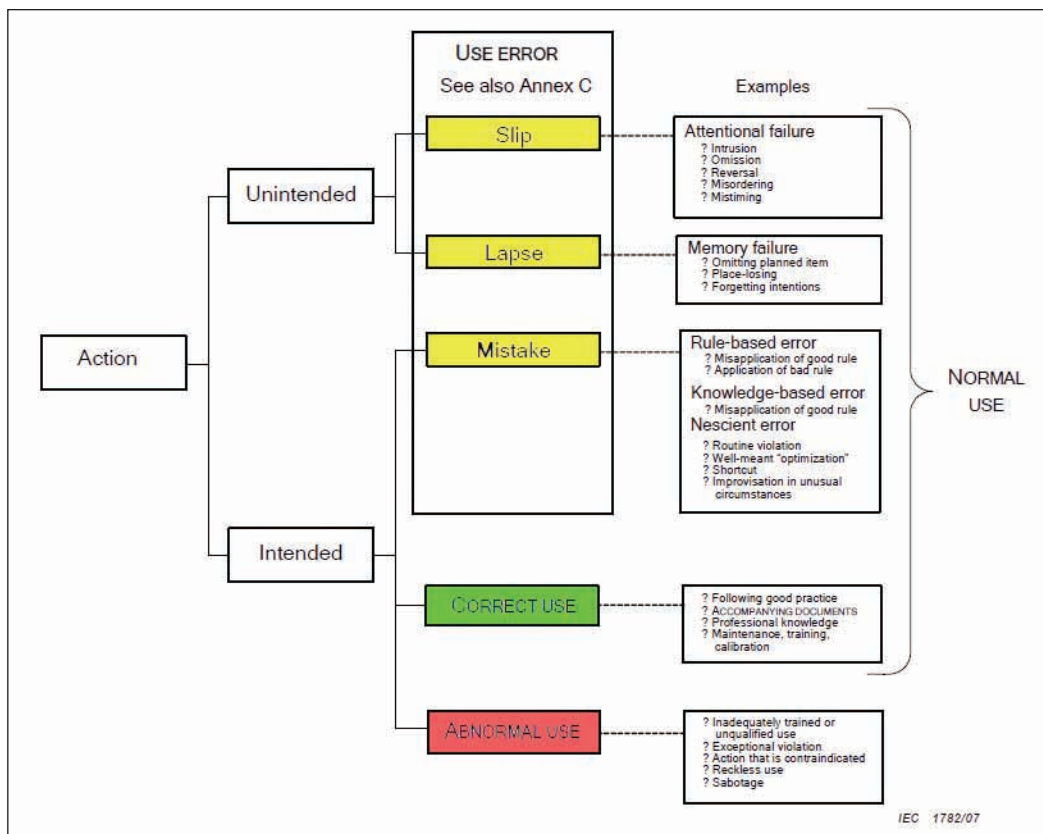 USE ERROR
See also Annex C
Examples
Slip
Attentional failure
? Intrusion
? Omission
? Reversal
? Misordering
? Mistiming
Unintended
Lapse
Memory failure
? Omitting planned item
? Place-losing
? Forgetting intentions
Action
Mistake
Rule-based error
? Misapplication of good rule
? Application of bad rule
Knowledge-based error
? Misapplication of good rule
Nescient error
? Routine violation
? Well-meant “optimization”
? Shortcut
? Improvisation in unusual
circumstances
NORMAL
USE
Intended
CORRECT USE
? Following good practice
? ACCOMPANYING DOCUMENTS
? Professional knowledge
? Maintenance, training,
calibration
ABNORMAL USE
? Inadequately trained or
unqualified use
? Exceptional violation
? Action that is contraindicated
? Reckless use
? Sabotage
IEC 1782/07